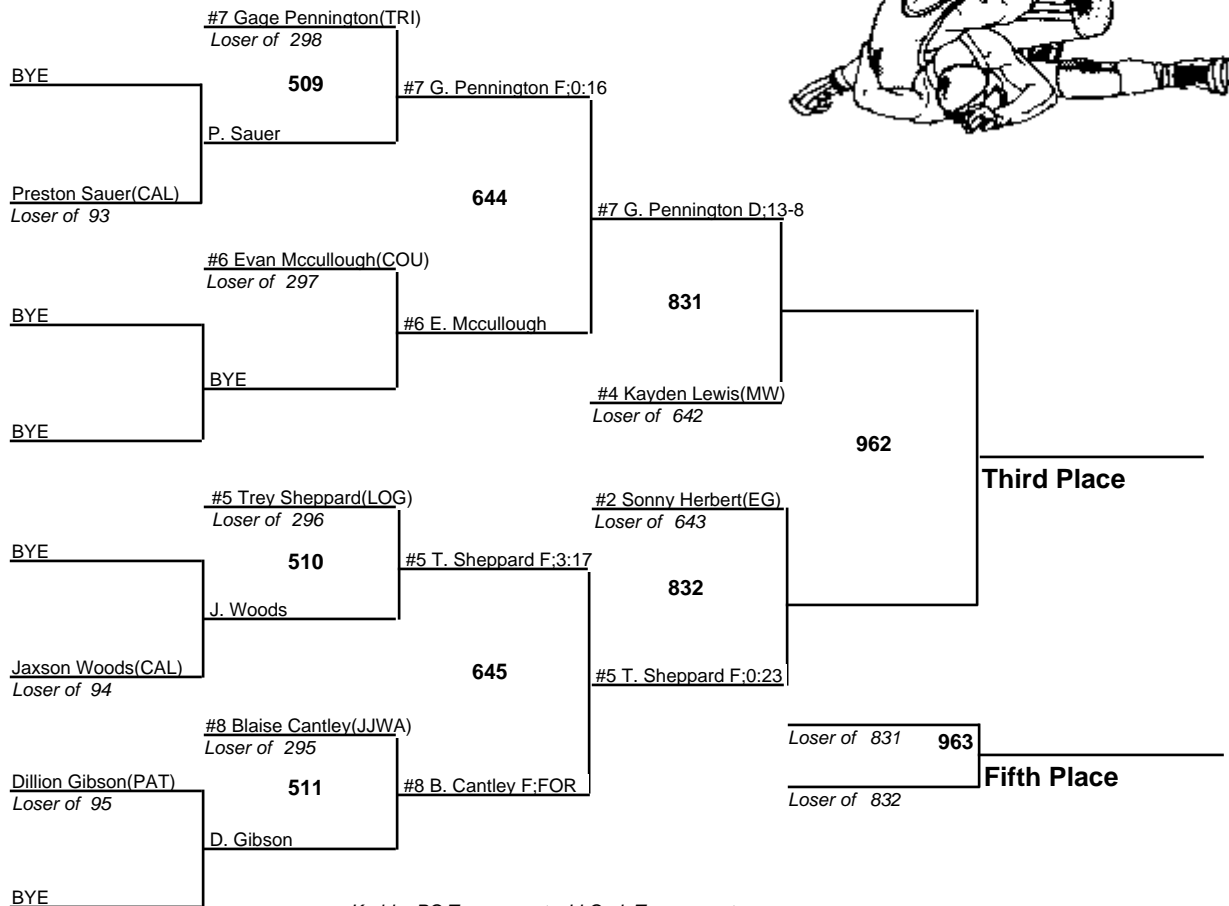 #7 Gage Pennington(TRI)
Loser of 298
BYE
509
#7 G. Pennington F;0:16
P. Sauer
Preston Sauer(CAL)
Loser of 93
644
#7 G. Pennington D;13-8
#6 Evan Mccullough(COU)
Loser of 297
831
BYE
#6 E. Mccullough
BYE
#4 Kayden Lewis(MW)
Loser of 642
BYE
962
Third Place
#5 Trey Sheppard(LOG)
Loser of 296
#2 Sonny Herbert(EG)
Loser of 643
BYE
510
#5 T. Sheppard F;3:17
832
J. Woods
Jaxson Woods(CAL)
Loser of 94
645
#5 T. Sheppard F;0:23
#8 Blaise Cantley(JJWA)
Loser of 295
Loser of 831
963
Dillion Gibson(PAT)
Loser of 95
511
#8 B. Cantley F;FOR
Fifth Place
Loser of 832
D. Gibson
BYE